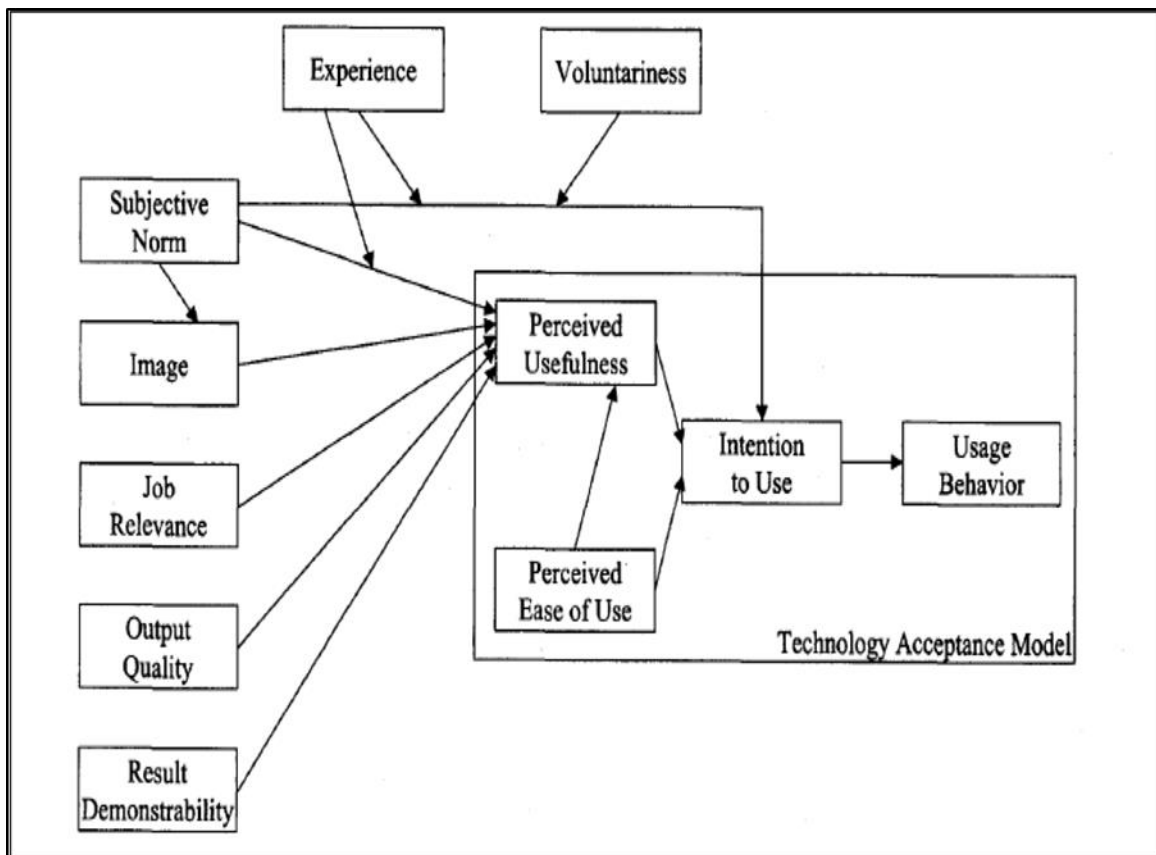 Experience
Voluntariness
Subjective
Norm
Image
Job
Relevance
Output
Quality
Result
Demonstrability
Perceived
Usefulness
Perceived
Ease of Use
Intention
to Use
Usage
Behavior
Technology Acceptance Model